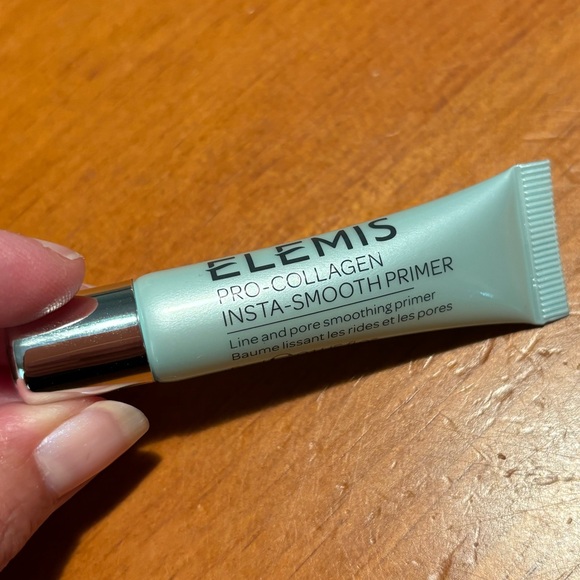 ELEMIS
PRO-COLLAGEN
INSTA-SMOOTH PRIMER
Line and pore smoothing primer
Baume lissant les rides et les pores